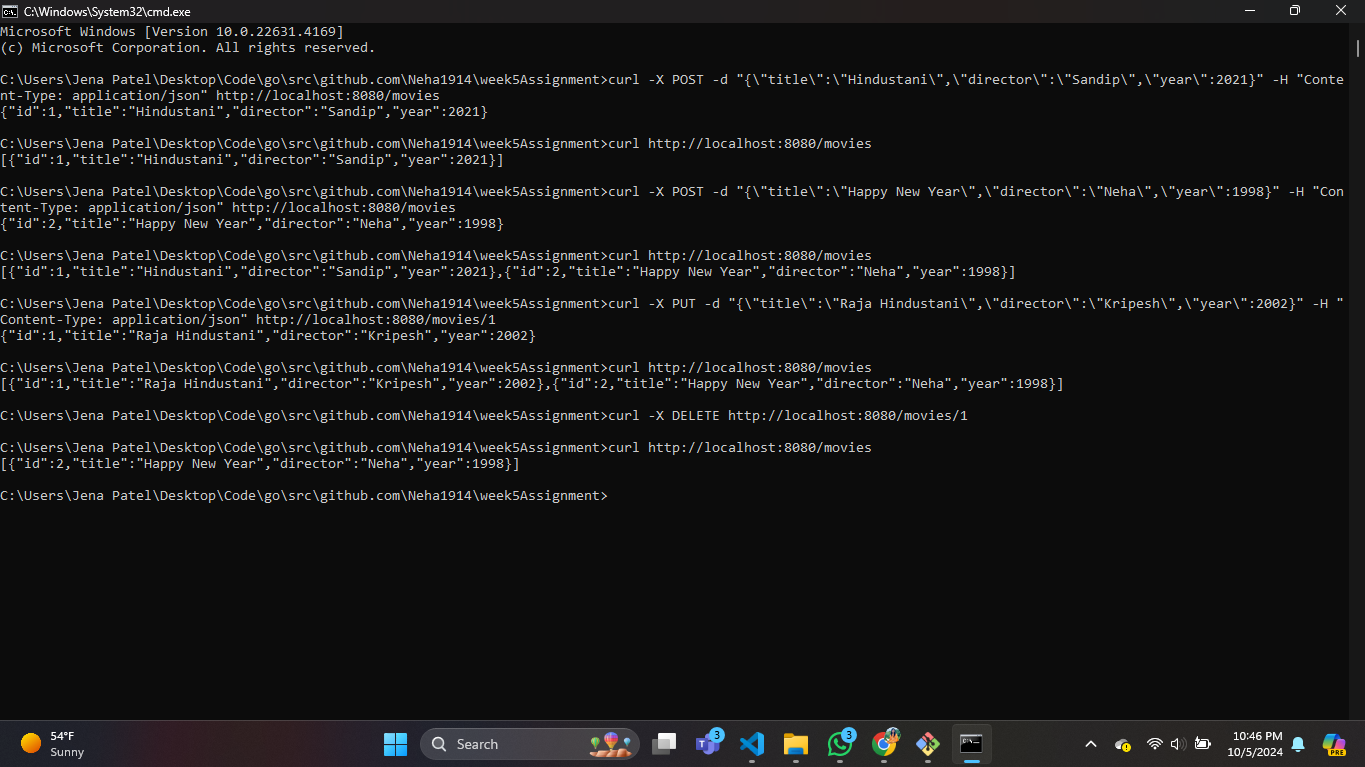 C:\Windows\System32\cmd.exe
Microsoft Windows [Version 10.0.22631.4169]
(c) Microsoft Corporation. All rights reserved.
C:\Users\Jena Patel\Desktop\Code\go\src\github.com\Neha1914\week5Assignment>curl -X POST -d "{\"title\":\"Hindustani\",\"director\":\"Sandip\",\"year\":2021}" -H "Conte
nt-Type: application/json" http://localhost:8080/movies
{"id":1,"title":"Hindustani","director":"Sandip","year":2021}
C:\Users\Jena Patel\Desktop\Code\go\src\github.com\Neha1914\week5Assignment>curl http://localhost:8080/movies
[{"id":1,"title":"Hindustani","director":"Sandip","year":2021}]
C:\Users\Jena Patel\Desktop\Code\go\src\github.com\Neha1914\week5Assignment>curl -X POST -d "{\"title\":\"Happy New Year\",\"director\":\"Neha\",\"year\":1998}" -H "Con
tent-Type: application/json" http://localhost:8080/movies
{"id":2,"title":"Happy New Year","director":"Neha","year":1998}
C:\Users\Jena Patel\Desktop\Code\go\src\github.com\Neha1914\week5Assignment>curl http://localhost:8080/movies
[{"id":1,"title":"Hindustani","director":"Sandip","year":2021},{"id":2,"title":"Happy New Year","director":"Neha","year":1998}]
C:\Users\Jena Patel\Desktop\Code\go\src\github.com\Neha1914\week5Assignment>curl -X PUT -d "{\"title\":\"Raja Hindustani\",\"director\":\"Kripesh\",\"year\":2002}" -H "
Content-Type: application/json" http://localhost:8080/movies/1
{"id":1,"title":"Raja Hindustani","director":"Kripesh","year":2002}
C:\Users\Jena Patel\Desktop\Code\go\src\github.com\Neha1914\week5Assignment>curl http://localhost:8080/movies
[{"id":1,"title":"Raja Hindustani","director":"Kripesh","year":2002},{"id":2,"title":"Happy New Year","director":"Neha","year":1998}]
C:\Users\Jena Patel\Desktop\Code\go\src\github.com\Neha1914\week5Assignment>curl -X DELETE http://localhost:8080/movies/1
C:\Users\Jena Patel\Desktop\Code\go\src\github.com\Neha1914\week5Assignment>curl http://localhost:8080/movies
[{"id":2,"title":"Happy New Year","director":"Neha","year":1998}]
C:\Users\Jena Patel\Desktop\Code\go\src\github.com\Neha1914\week5Assignment>
54°F
Sunny
Search
3
3
10:46 PM
10/5/2024
PRE